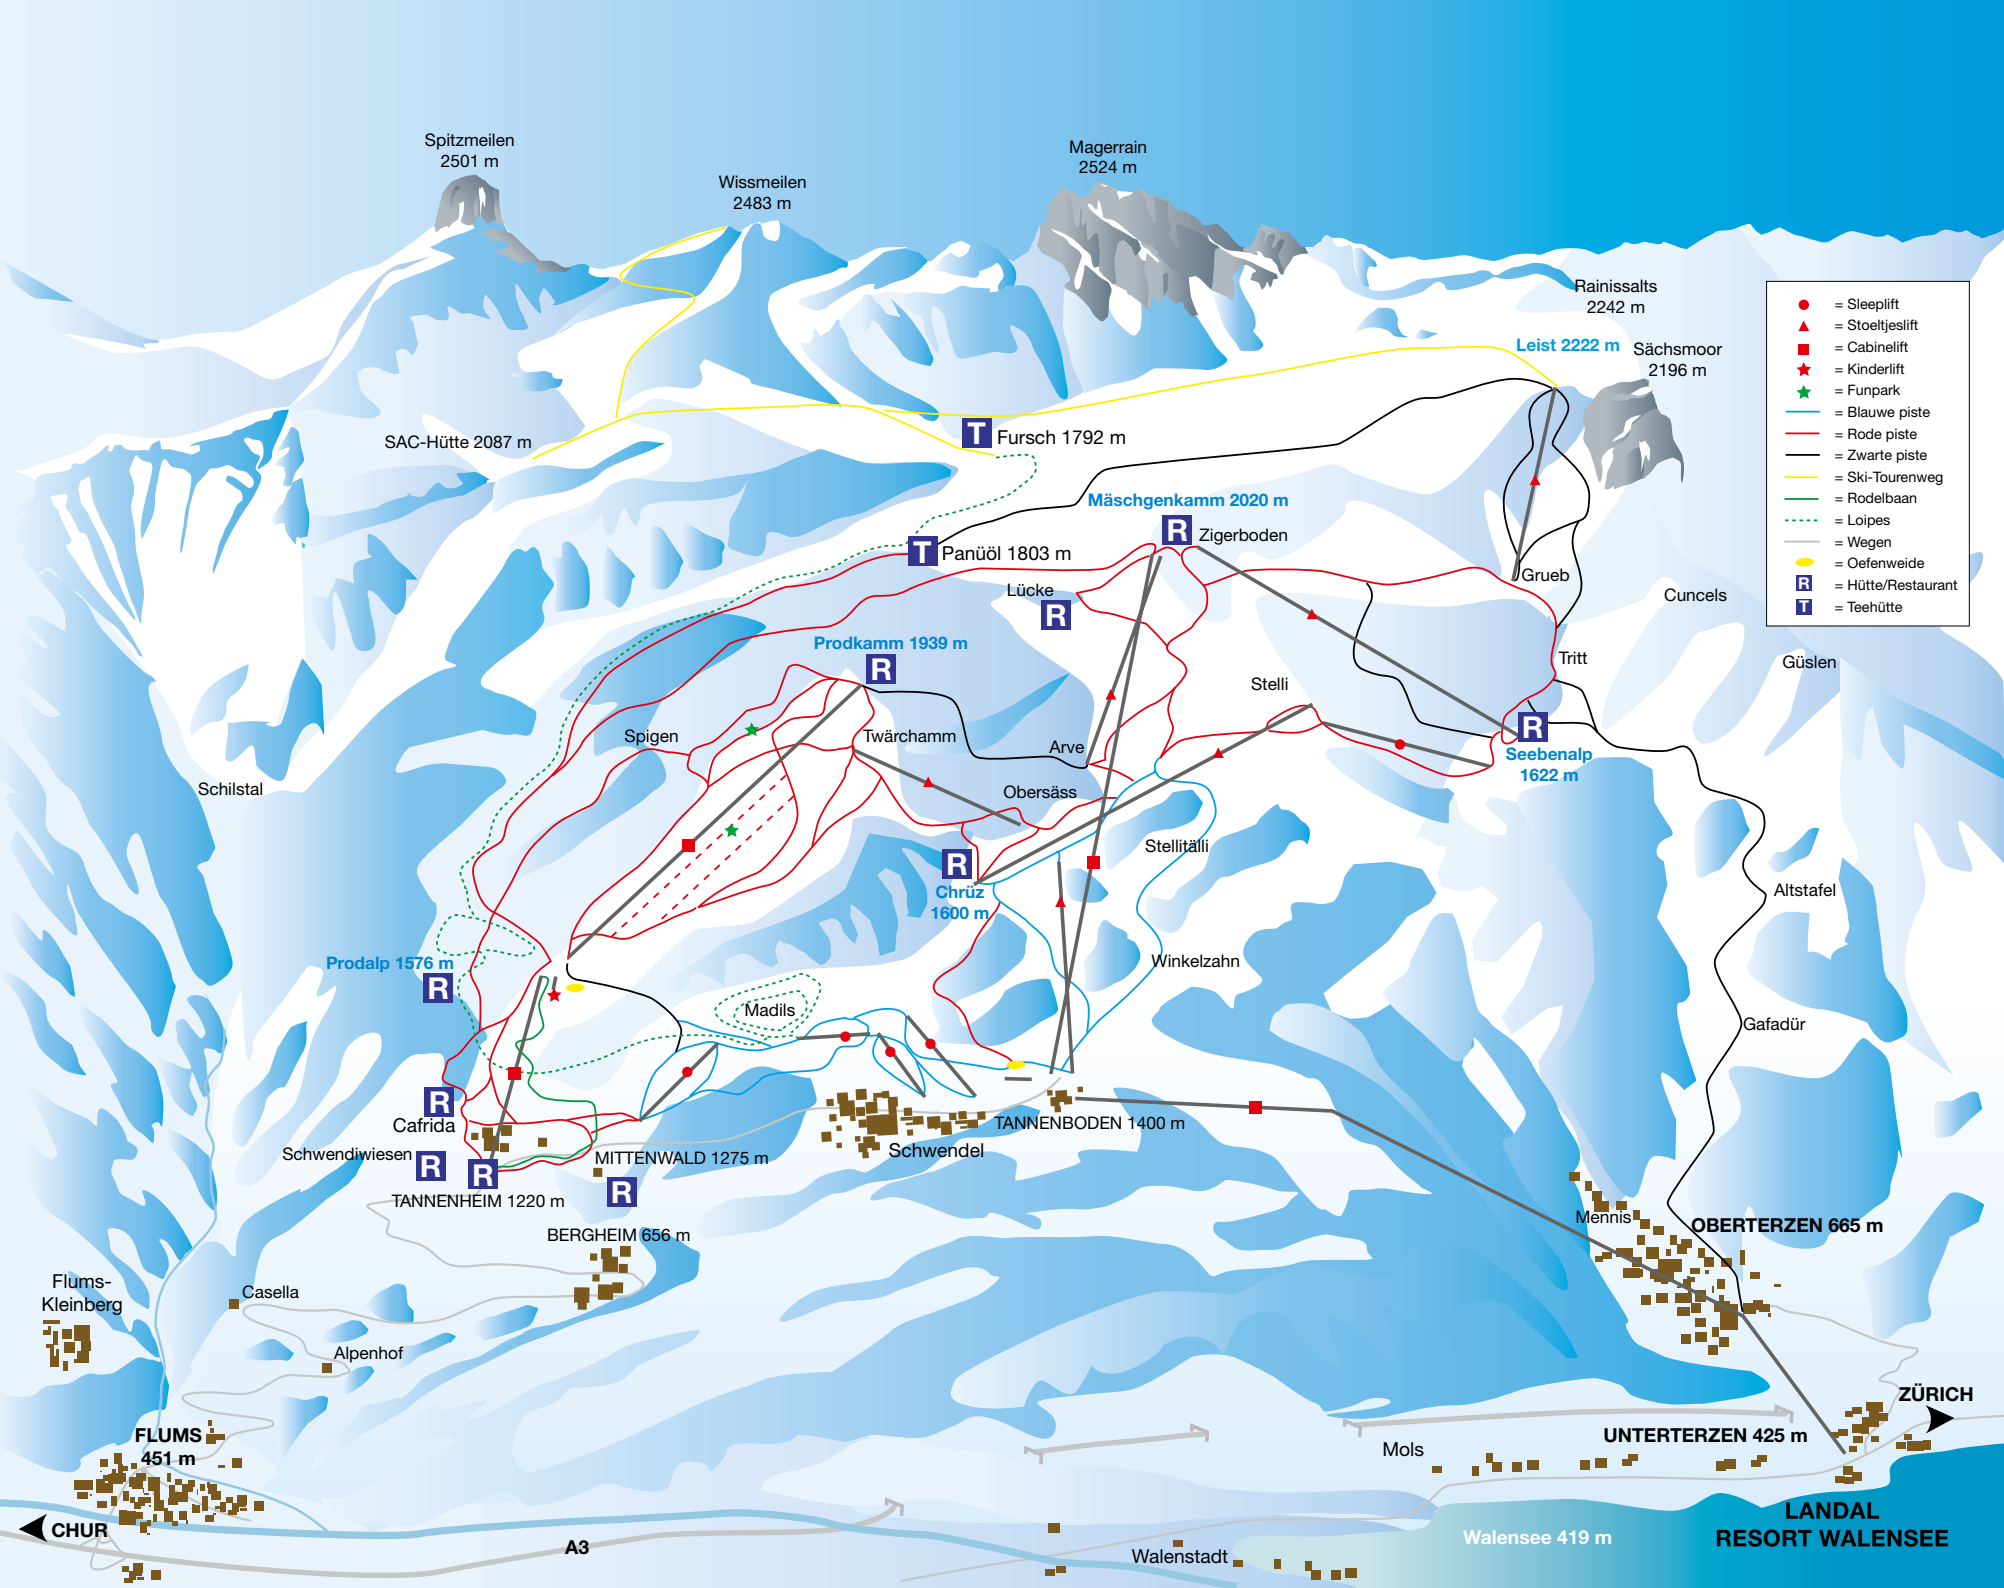 Spitzmeilen
2501 m
Wissmeilen
2483 m
Magerrain
2524 m
Rainissalts
2242 m
Leist 2222 m
Sächsmoor
2196 m
= Sleeplift
= Stoeltjeslift
= Cabinelift
= Kinderlift
= Funpark
= Blauwe piste
= Rode piste
= Zwarte piste
= Ski-Tourenweg
= Rodelbaan
= Loipes
= Wegen
= Oefenweide
R = Hütte/Restaurant
T = Teehütte
SAC-Hütte 2087 m
T Fursch 1792 m
Mäschgenkamm 2020 m
R Zigerboden
T Panüöl 1803 m
Grueb
Lücke
R
Cuncels
Prodkamm 1939 m
R
Tritt
Güslen
Stelli
Spigen
Twärchamm
Arve
R
Seebenalp
1622 m
Schilstal
Obersäss
Stellitälli
R
Chrüz
1600 m
Altstafel
Prodalp 1576 m
R
Winkelzahn
Madils
Gafadür
R
Cafrida
TANNENBODEN 1400 m
Schwendel
Schwendiwiesen
R
R
MITTENWALD 1275 m
R
TANNENHEIM 1220 m
Mennis
OBERTERZEN 665 m
BERGHEIM 656 m
Flums-
Kleinberg
Casella
Alpenhof
ZÜRICH
FLUMS
451 m
Mols
UNTERTERZEN 425 m
CHUR
A3
Walensee 419 m
LANDAL
RESORT WALENSEE
Walenstadt